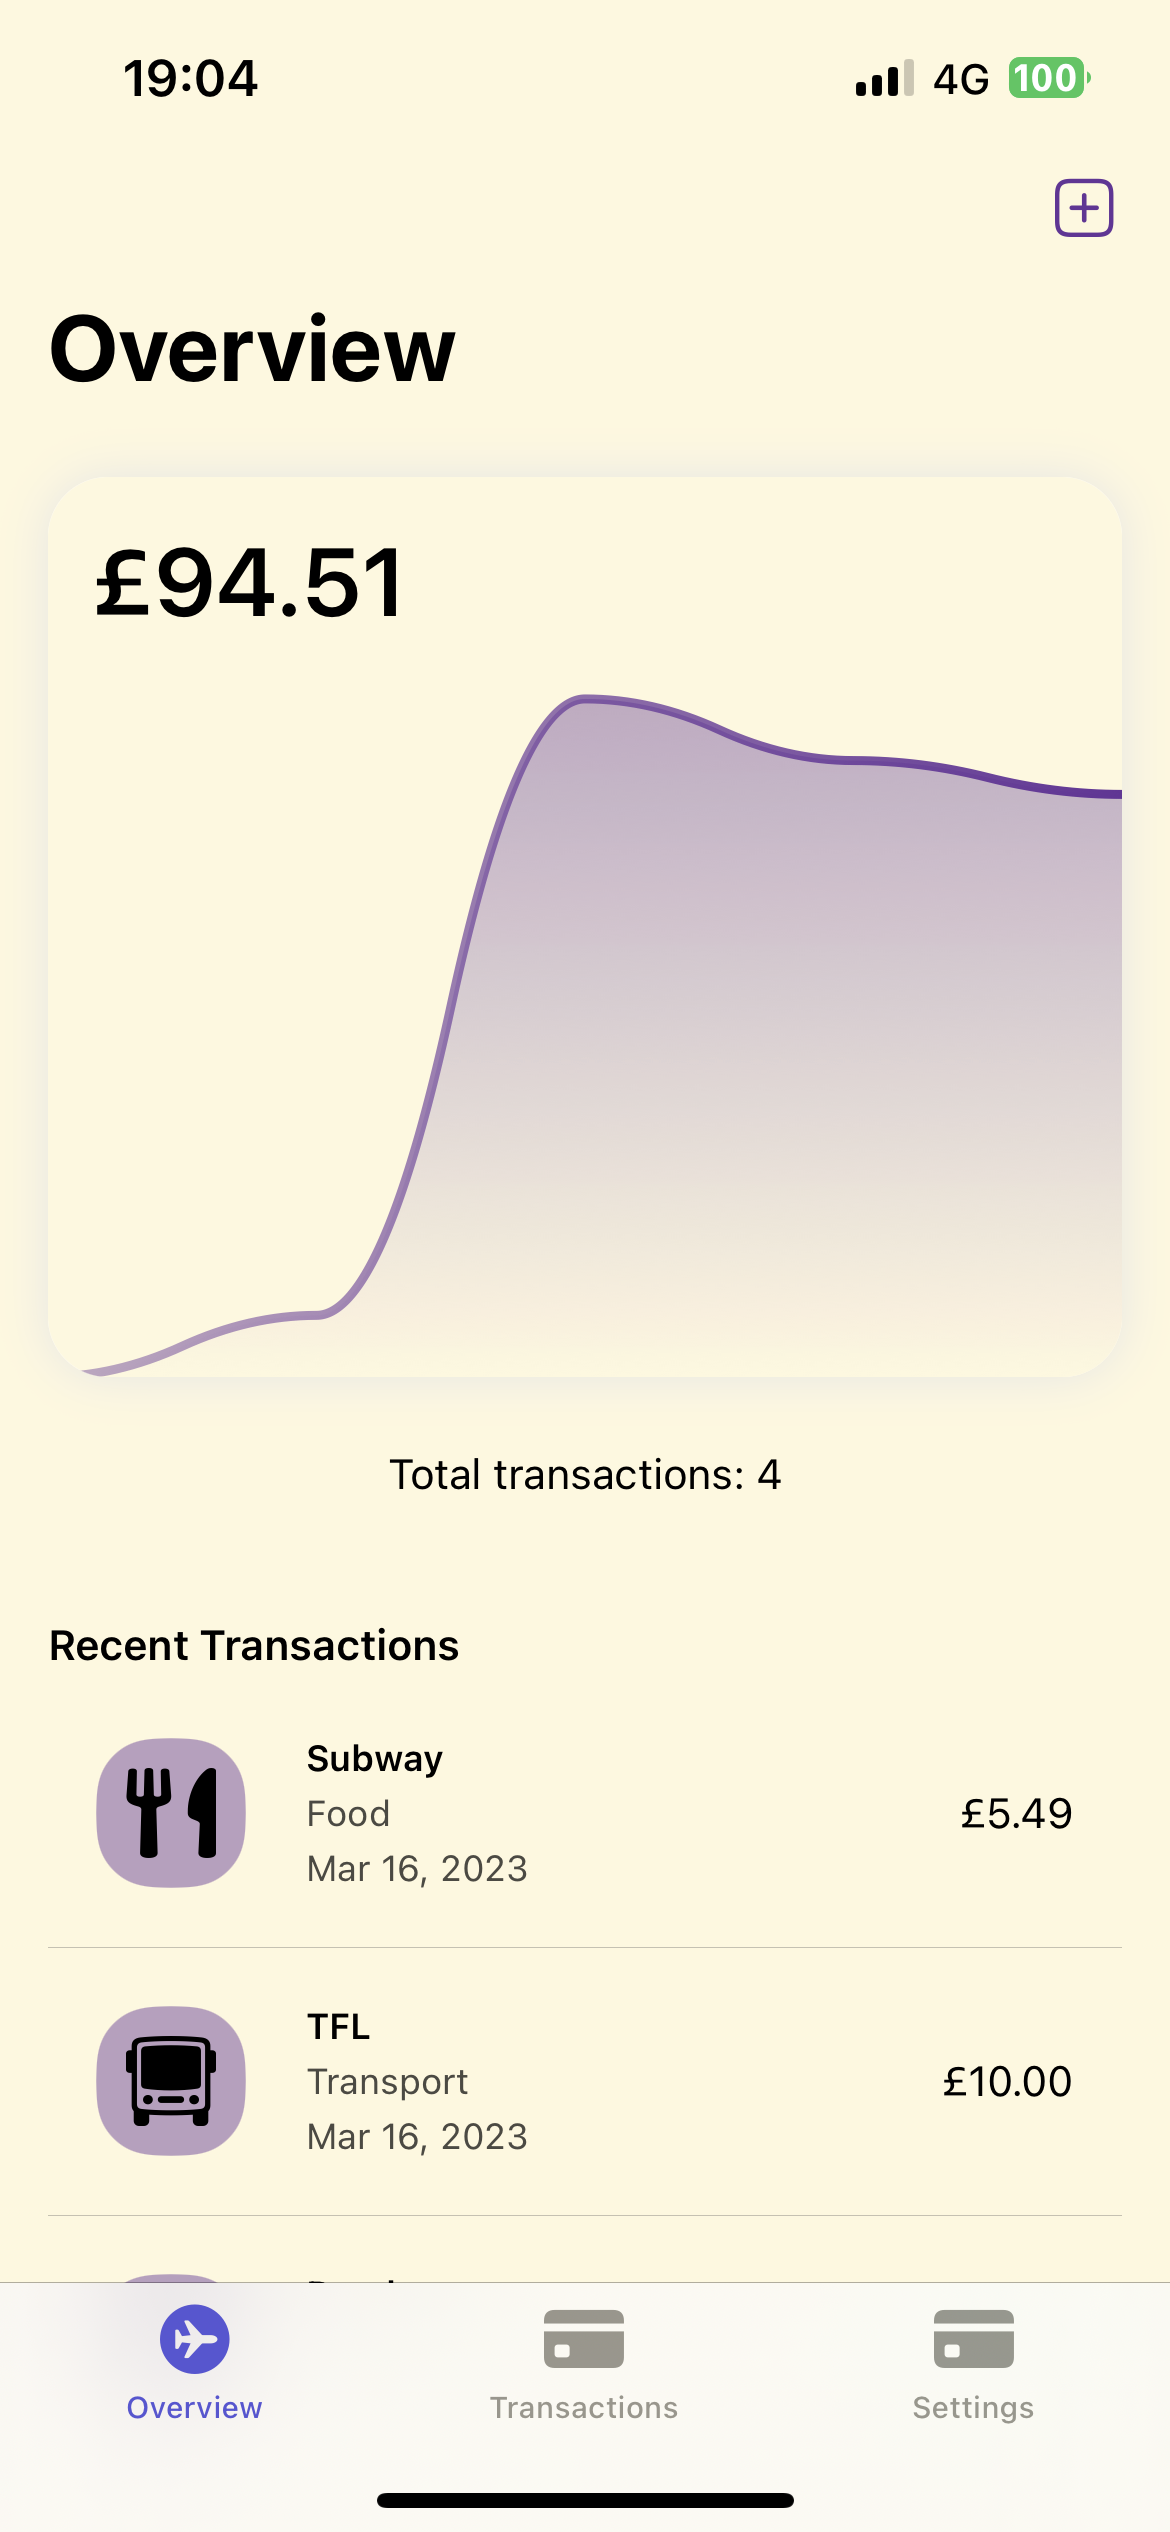 19:04
4G 100
Overview
£94.51
Total transactions: 4
Recent Transactions
Subway
Food
£5.49
Mar 16, 2023
TFL
Transport
£10.00
Mar 16, 2023
Overview
Transactions
Settings